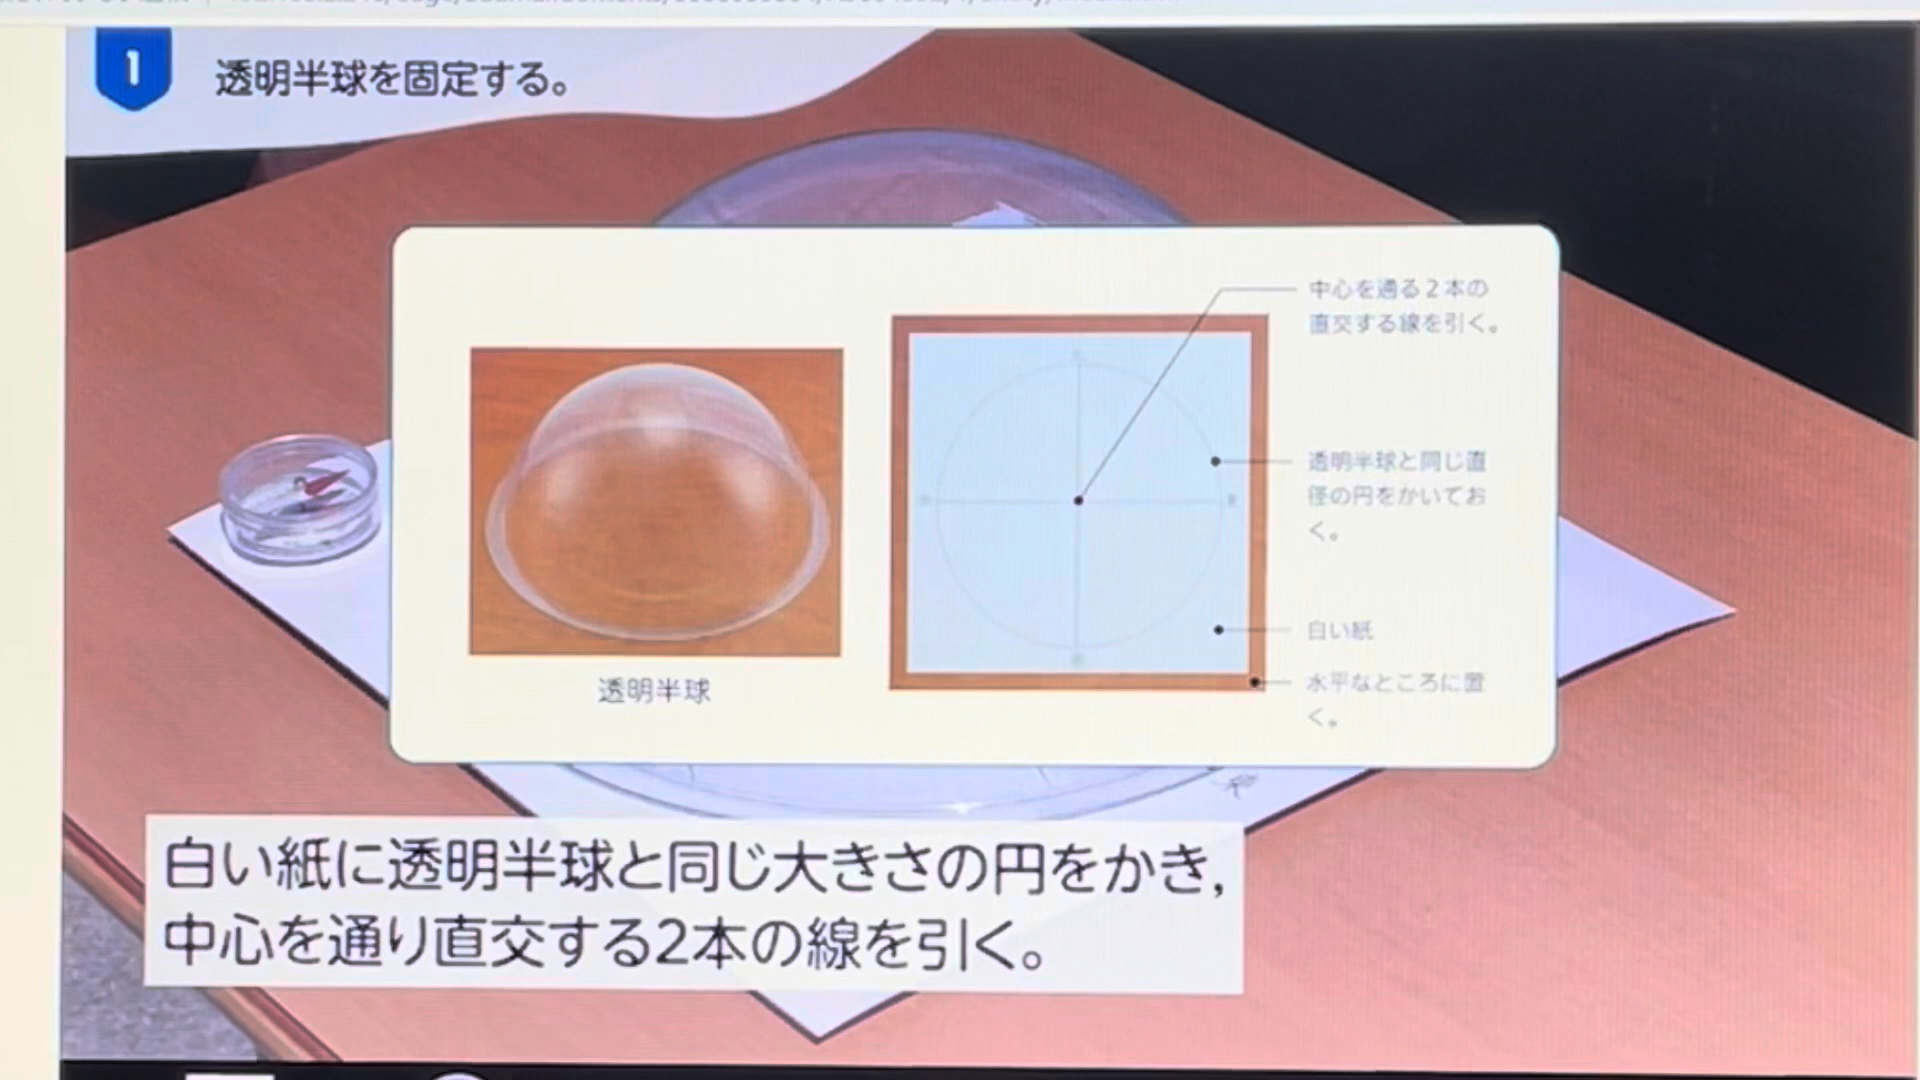 1
透明半球を固定する。
中心を通る2本の
直交する線を引く。
透明半球と同じ直
径の円をかいてお
く。
白い紙
水平なところに置
く。
透明半球
白い紙に透明半球と同じ大きさの円をかき,
中心を通り直交する2本の線を引く。